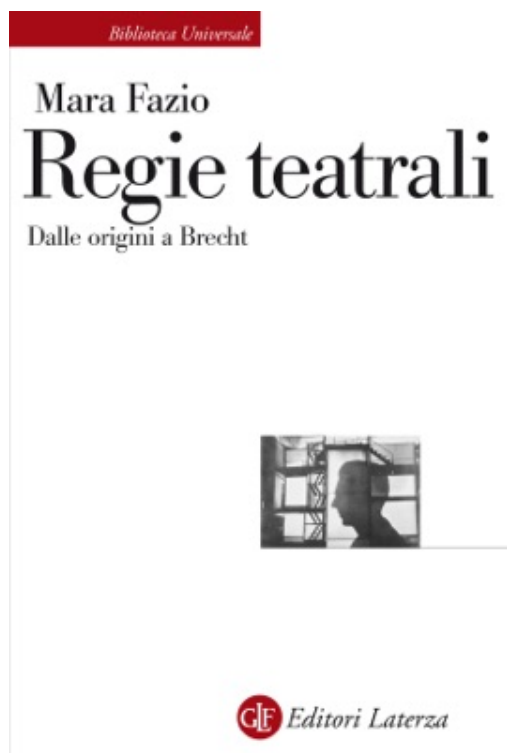 Biblioteca Universale
Mara Fazio
Regie teatrali
Dalle origini a Brecht
GLF Editori Laterza